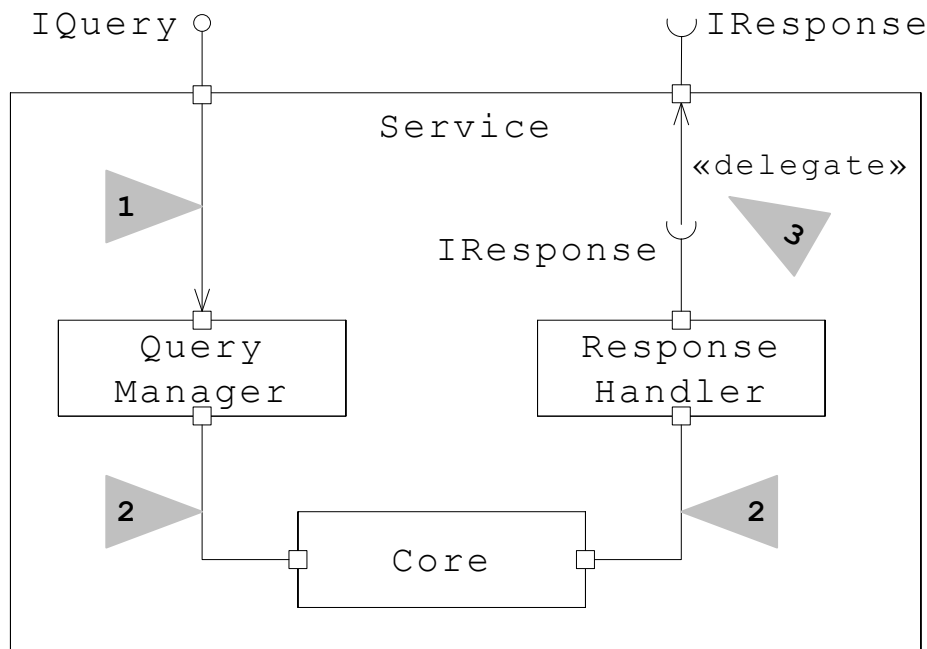 IQuery
IResponse
Service
«delegate»
1
3
IResponse
Query
Manager
Response
Handler
2
2
Core